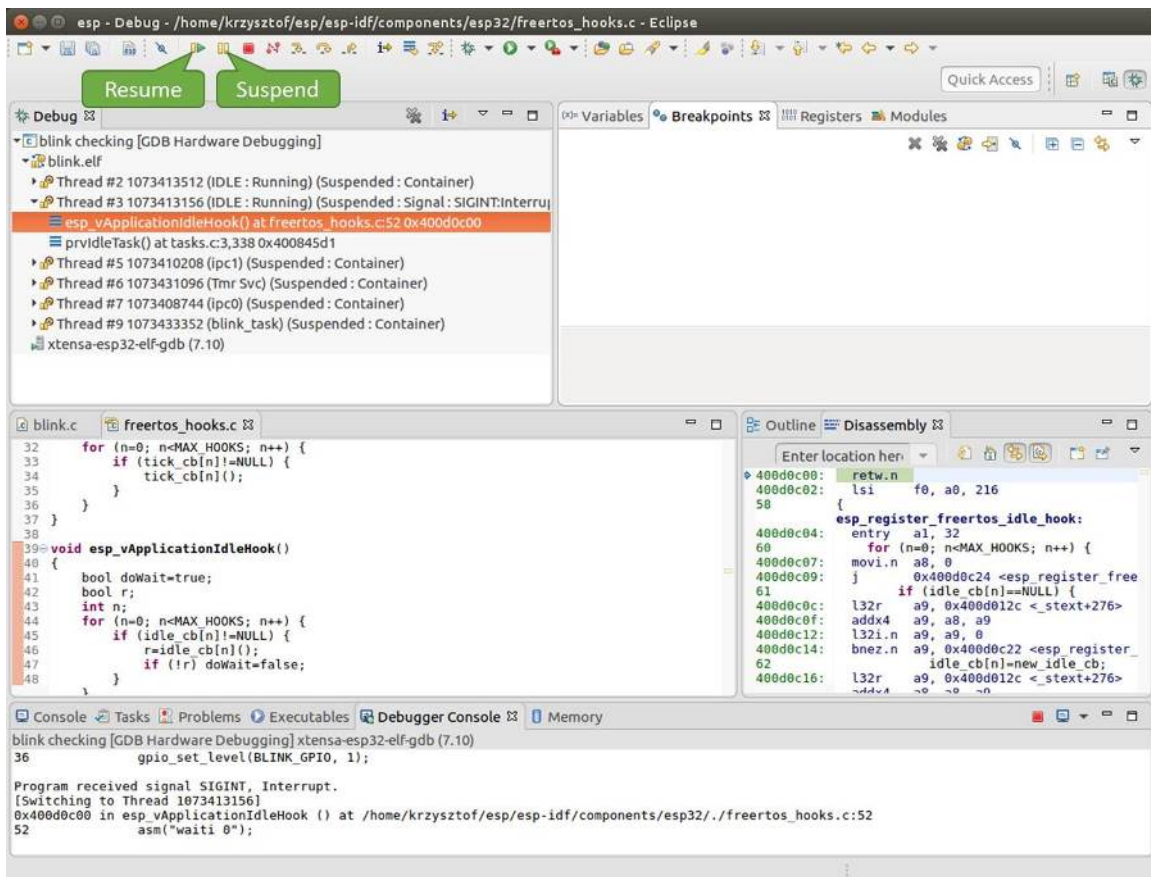 esp - Debug - /home/krzysztof/esp/esp-idf/components/esp32/freertos_hooks.c - Eclipse
Resume Suspend
Quick Access
Debug
blink checking [GDB Hardware Debugging]
blink.elf
Thread #2 1073413512 (IDLE : Running) (Suspended : Container)
Thread #3 1073413156 (IDLE : Running) (Suspended : Signal : SIGINT:Interru
esp_vApplicationIdleHook() at freertos_hooks.c:52 0x400d0c00
prvIdleTask() at tasks.c:3,338 0x400845d1
Thread #5 1073410208 (ipc1) (Suspended : Container)
Thread #6 1073431096 (Tmr Svc) (Suspended : Container)
Thread #7 1073408744 (ipc0) (Suspended : Container)
Thread #9 1073433352 (blink_task) (Suspended : Container)
xtensa-esp32-elf-gdb (7.10)
(x)= Variables Breakpoints Registers Modules
blink.c freertos_hooks.c
32 for (n=0; n<MAX_HOOKS; n++) {
33 if (tick_cb[n]!=NULL) {
34 tick_cb[n]();
35 }
36 }
37 }
38
39 void esp_vApplicationIdleHook()
40 {
41 bool doWait=true;
42 bool r;
43 int n;
44 for (n=0; n<MAX_HOOKS; n++) {
45 if (idle_cb[n]!=NULL) {
46 r=idle_cb[n]();
47 if (!r) doWait=false;
48 }
}
Outline Disassembly
Enter location her
400d0c00: retw.n
400d0c02: lsi f0, a0, 216
58 {
esp_register_freertos_idle_hook:
400d0c04: entry a1, 32
60 for (n=0; n<MAX_HOOKS; n++) {
400d0c07: movi.n a8, 0
400d0c09: j 0x400d0c24 <esp_register_free
61 if (idle_cb[n]==NULL) {
400d0c0c: l32r a9, 0x400d012c <_stext+276>
400d0c0f: addx4 a9, a8, a9
400d0c12: l32i.n a9, a9, 0
400d0c14: bnez.n a9, 0x400d0c22 <esp_register_
62 idle_cb[n]=new_idle_cb;
400d0c16: l32r a9, 0x400d012c <_stext+276>
addx4 a8, a8, a9
Console Tasks Problems Executables Debugger Console Memory
blink checking [GDB Hardware Debugging] xtensa-esp32-elf-gdb (7.10)
36 gpio_set_level(BLINK_GPIO, 1);
Program received signal SIGINT, Interrupt.
[Switching to Thread 1073413156]
0x400d0c00 in esp_vApplicationIdleHook () at /home/krzysztof/esp/esp-idf/components/esp32/./freertos_hooks.c:52
52 asm("waiti 0");